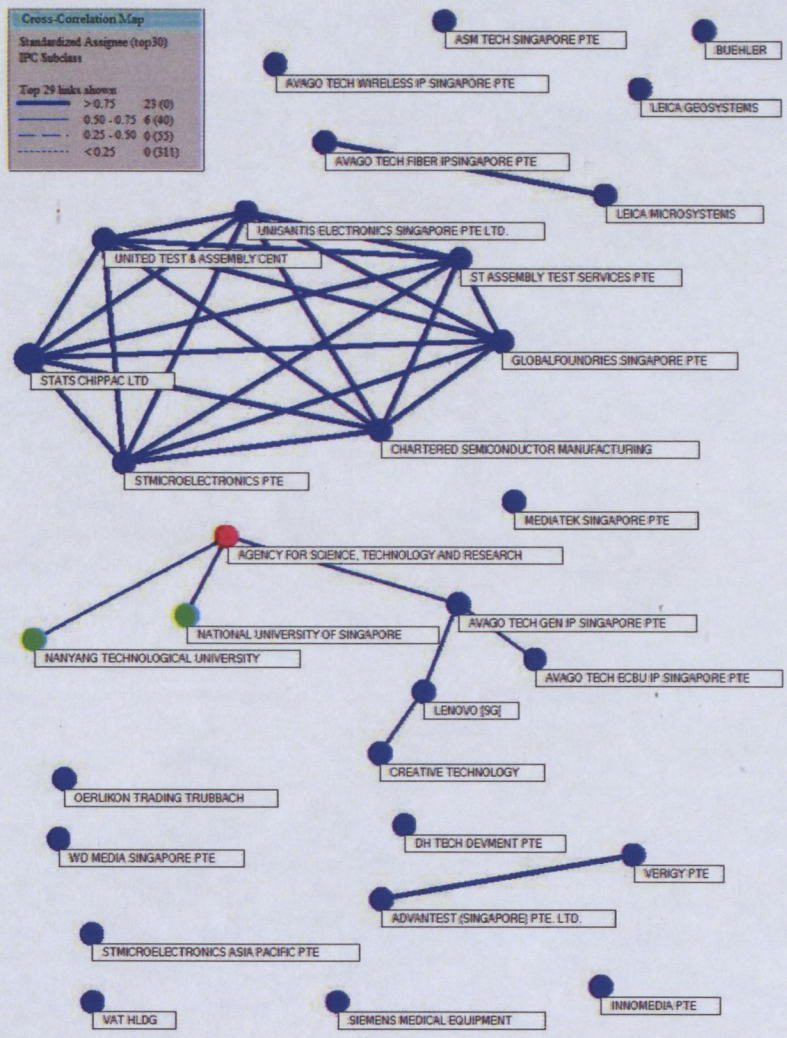 Cross-Correlation Map
Standardized Assignee (top30)
IPC Subclass
Top 29 links shown
> 0.75 23 (0)
0.50 - 0.75 6 (40)
0.25 - 0.50 0 (55)
< 0.25 0 (311)
ASM TECH SINGAPORE PTE
BUEHLER
AVAGO TECH WIRELESS IP SINGAPORE PTE
LEICA GEOSYSTEMS
AVAGO TECH FIBER IPSINGAPORE PTE
LEICA MICROSYSTEMS
UNISANTIS ELECTRONICS SINGAPORE PTE LTD.
UNITED TEST & ASSEMBLY CENT
ST ASSEMBLY TEST SERVICES PTE
GLOBALFOUNDRIES SINGAPORE PTE
STATS CHIPPAC LTD
CHARTERED SEMICONDUCTOR MANUFACTURING
STMICROELECTRONICS PTE
MEDIATEK SINGAPORE PTE
AGENCY FOR SCIENCE, TECHNOLOGY AND RESEARCH
AVAGO TECH GEN IP SINGAPORE PTE
NATIONAL UNIVERSITY OF SINGAPORE
NANYANG TECHNOLOGICAL UNIVERSITY
AVAGO TECH ECBU IP SINGAPORE PTE
LENOVO [SG]
CREATIVE TECHNOLOGY
OERLIKON TRADING TRUBBACH
DH TECH DEVMENT PTE
WD MEDIA SINGAPORE PTE
VERIGY PTE
ADVANTEST (SINGAPORE) PTE. LTD.
STMICROELECTRONICS ASIA PACIFIC PTE
INNOMEDIA PTE
VAT HLDG
SIEMENS MEDICAL EQUIPMENT